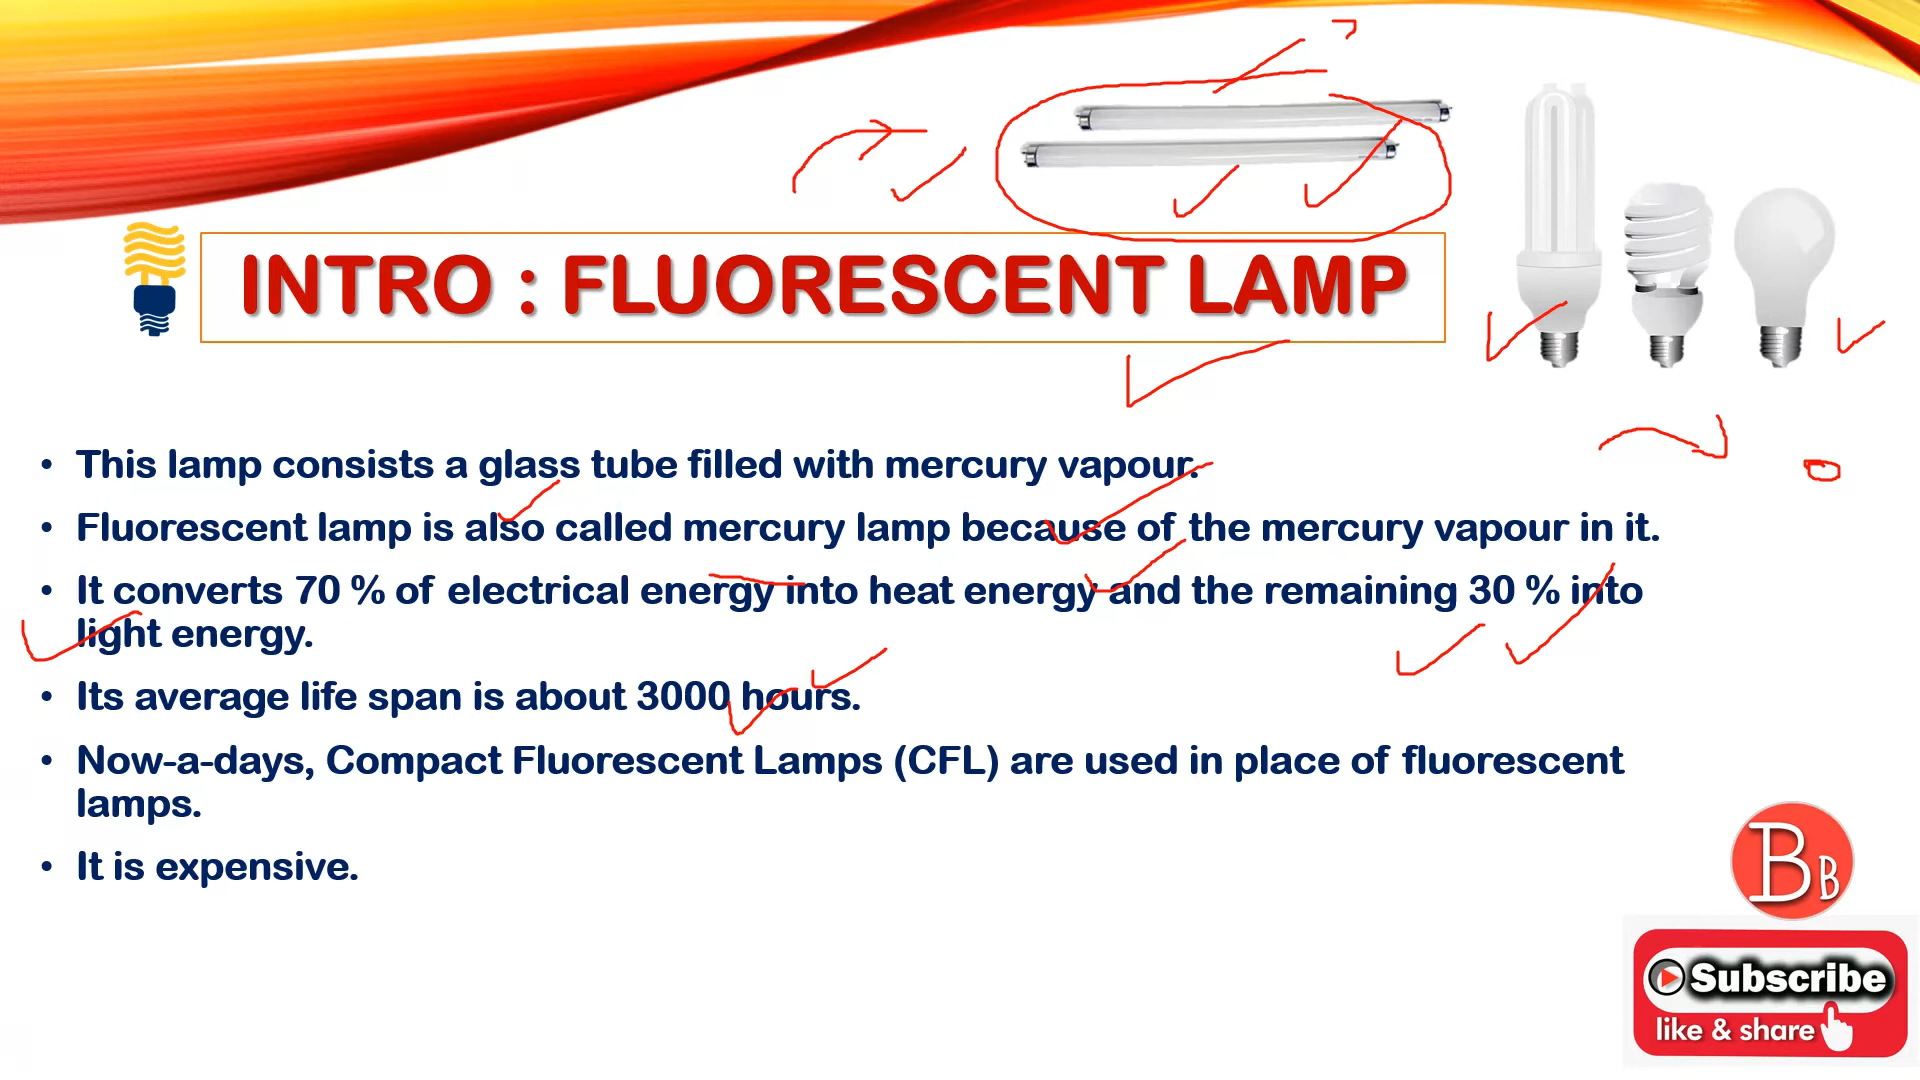 INTRO : FLUORESCENT LAMP
• This lamp consists a glass tube filled with mercury vapour.
• Fluorescent lamp is also called mercury lamp because of the mercury vapour in it.
• It converts 70 % of electrical energy into heat energy and the remaining 30 % into
light energy.
• Its average life span is about 3000 hours.
• Now-a-days, Compact Fluorescent Lamps (CFL) are used in place of fluorescent
lamps.
• It is expensive.
BB
Subscribe
like & share